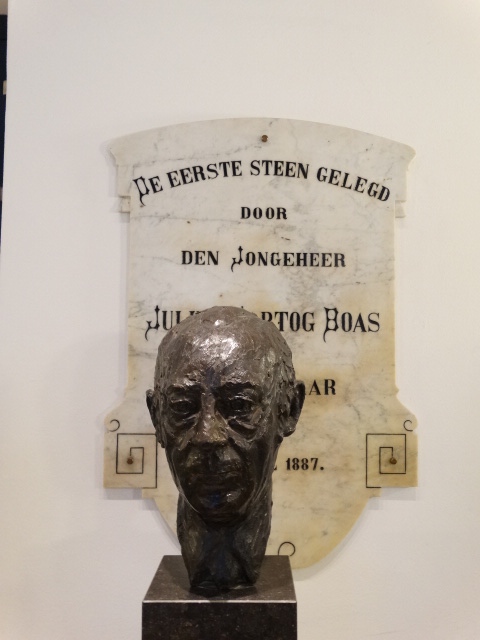 DE EERSTE STEEN GELEGD
DOOR
DEN JONGEHEER
BOAS
1887.